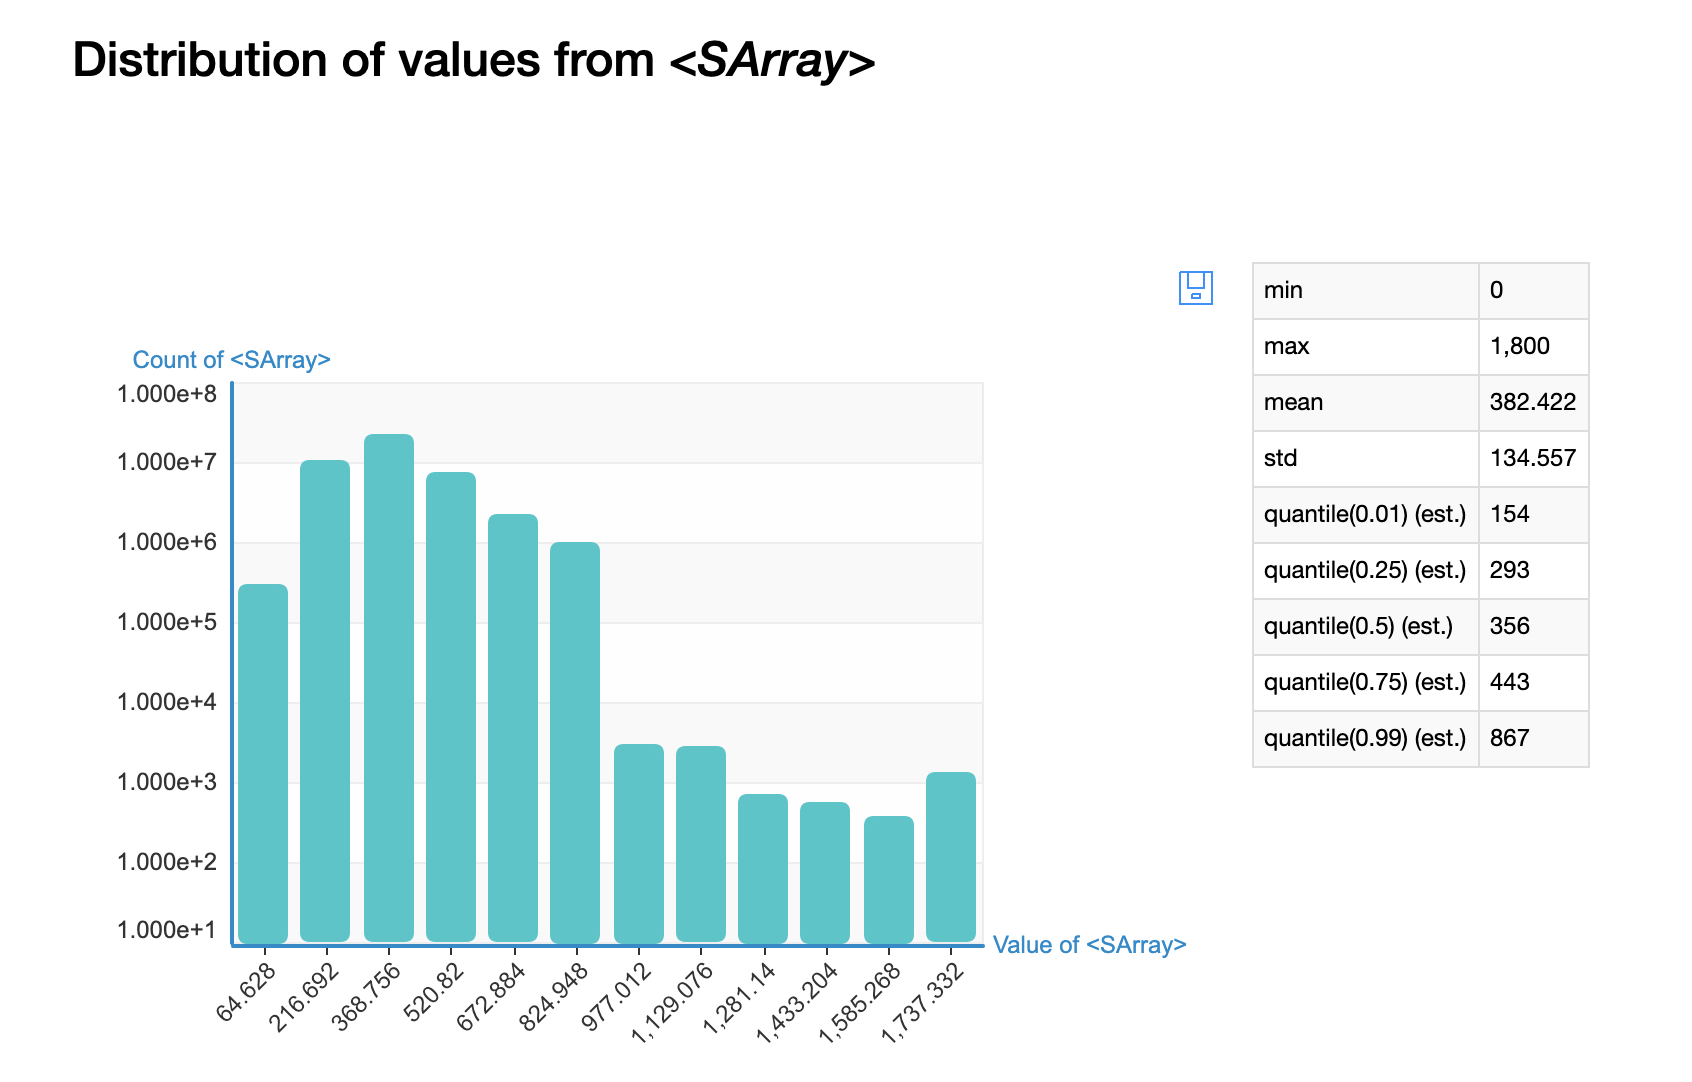 Distribution of values from <SArray>
Count of <SArray>
1.000e+8
1.000e+7
1.000e+6
1.000e+5
1.000e+4
1.000e+3
1.000e+2
1.000e+1
64.628
216.692
368.756
520.82
672.884
824.948
977.012
1,129.076
1,281.14
1,433.204
1,585.268
1,737.332
Value of <SArray>
min 0
max 1,800
mean 382.422
std 134.557
quantile(0.01) (est.) 154
quantile(0.25) (est.) 293
quantile(0.5) (est.) 356
quantile(0.75) (est.) 443
quantile(0.99) (est.) 867